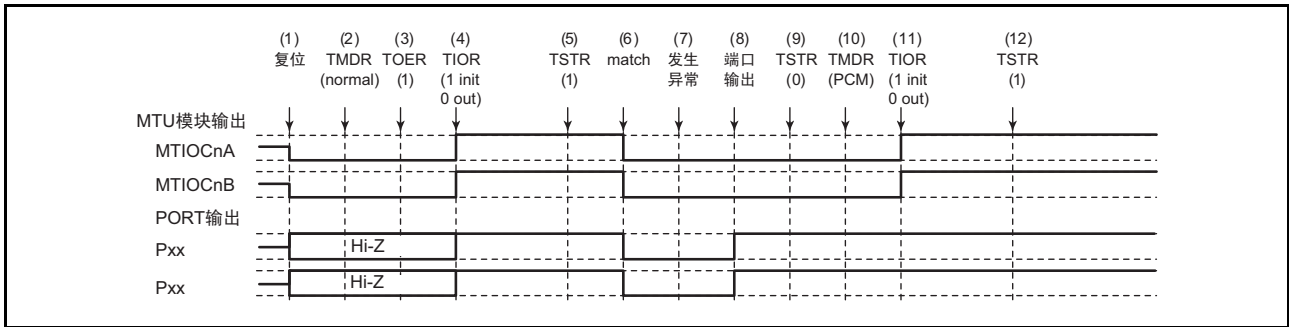 (1) (2) (3) (4) (5) (6) (7) (8) (9) (10) (11) (12)
复位 TMDR TOER TIOR TSTR match 发生 端口 TSTR TMDR TIOR TSTR
(normal) (1) (1 init (1) 异常 输出 (0) (PCM) (1 init (1)
0 out) 0 out)
MTU模块输出
MTIOCnA
MTIOCnB
PORT输出
Pxx Hi-Z
Pxx Hi-Z